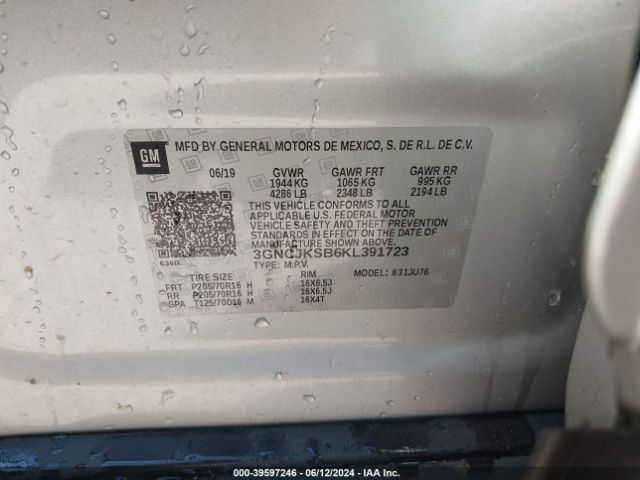 GM MFD BY GENERAL MOTORS DE MEXICO, S. DE R.L. DE C.V.
06/19 GVWR GAWR FRT GAWR RR
1944 KG 1065 KG 995 KG
4286 LB 2348 LB 2194 LB
THIS VEHICLE CONFORMS TO ALL
APPLICABLE U.S. FEDERAL MOTOR
VEHICLE SAFETY AND THEFT PREVENTION
STANDARDS IN EFFECT ON THE DATE OF
MANUFACTURE SHOWN ABOVE.
636R 3GNCJKSB6KL391723
TYPE: M.P.V. MODEL: 631JU76
TIRE SIZE RIM
FRT P205/70R16 H 16X6.5J
RR P205/70R16 H 16X6.5J
SPA T125/70D16 M 16X4T
000-39597246 - 06/12/2024 - IAA Inc.